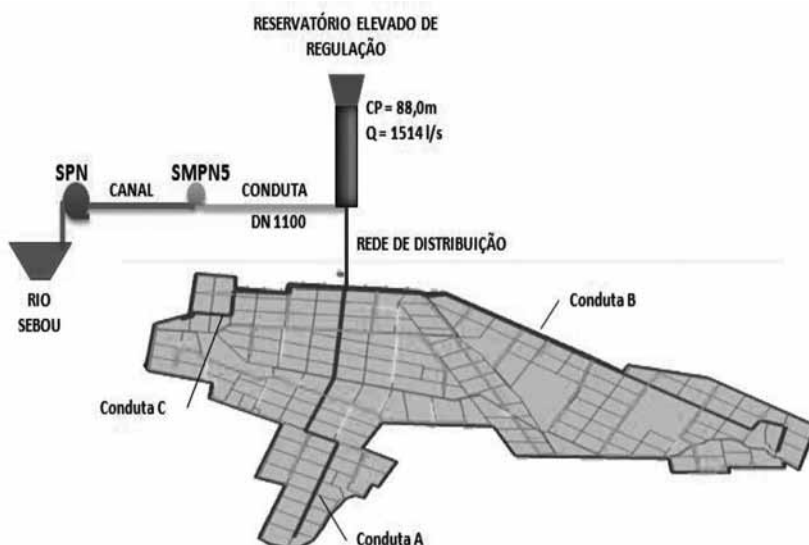 RESERVATÓRIO ELEVADO DE
REGULAÇÃO
CP = 88,0m
Q = 1514 l/s
SPN
CANAL
SMPN5
CONDUTA
DN 1100
REDE DE DISTRIBUIÇÃO
RIO
SEBOU
Conduta B
Conduta C
Conduta A